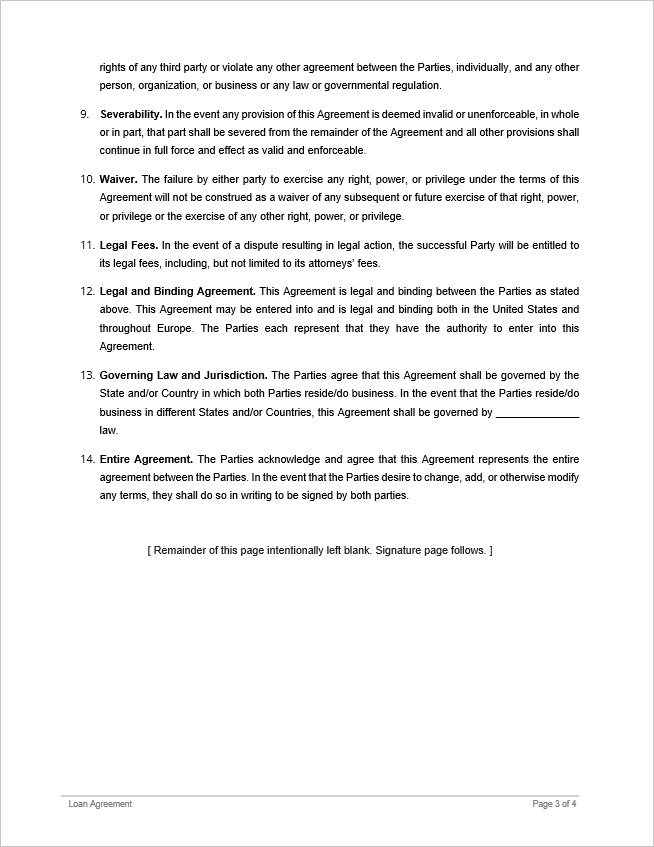 rights of any third party or violate any other agreement between the Parties, individually, and any other
person, organization, or business or any law or governmental regulation.
9. Severability. In the event any provision of this Agreement is deemed invalid or unenforceable, in whole
or in part, that part shall be severed from the remainder of the Agreement and all other provisions shall
continue in full force and effect as valid and enforceable.
10. Waiver. The failure by either party to exercise any right, power, or privilege under the terms of this
Agreement will not be construed as a waiver of any subsequent or future exercise of that right, power,
or privilege or the exercise of any other right, power, or privilege.
11. Legal Fees. In the event of a dispute resulting in legal action, the successful Party will be entitled to
its legal fees, including, but not limited to its attorneys’ fees.
12. Legal and Binding Agreement. This Agreement is legal and binding between the Parties as stated
above. This Agreement may be entered into and is legal and binding both in the United States and
throughout Europe. The Parties each represent that they have the authority to enter into this
Agreement.
13. Governing Law and Jurisdiction. The Parties agree that this Agreement shall be governed by the
State and/or Country in which both Parties reside/do business. In the event that the Parties reside/do
business in different States and/or Countries, this Agreement shall be governed by _______________
law.
14. Entire Agreement. The Parties acknowledge and agree that this Agreement represents the entire
agreement between the Parties. In the event that the Parties desire to change, add, or otherwise modify
any terms, they shall do so in writing to be signed by both parties.
[ Remainder of this page intentionally left blank. Signature page follows. ]
Loan Agreement Page 3 of 4